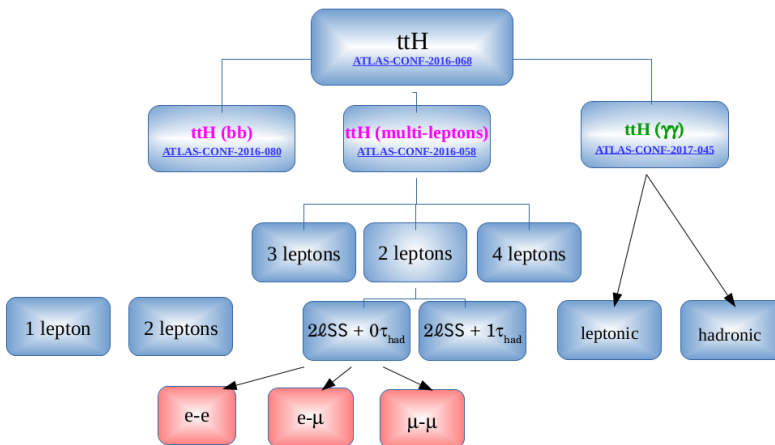 ttH
ATLAS-CONF-2016-068
ttH (bb)
ATLAS-CONF-2016-080
ttH (multi-leptons)
ATLAS-CONF-2016-058
ttH (γγ)
ATLAS-CONF-2017-045
3 leptons
2 leptons
4 leptons
1 lepton
2 leptons
2ℓSS + 0τhad
2ℓSS + 1τhad
leptonic
hadronic
e-e
e-μ
μ-μ